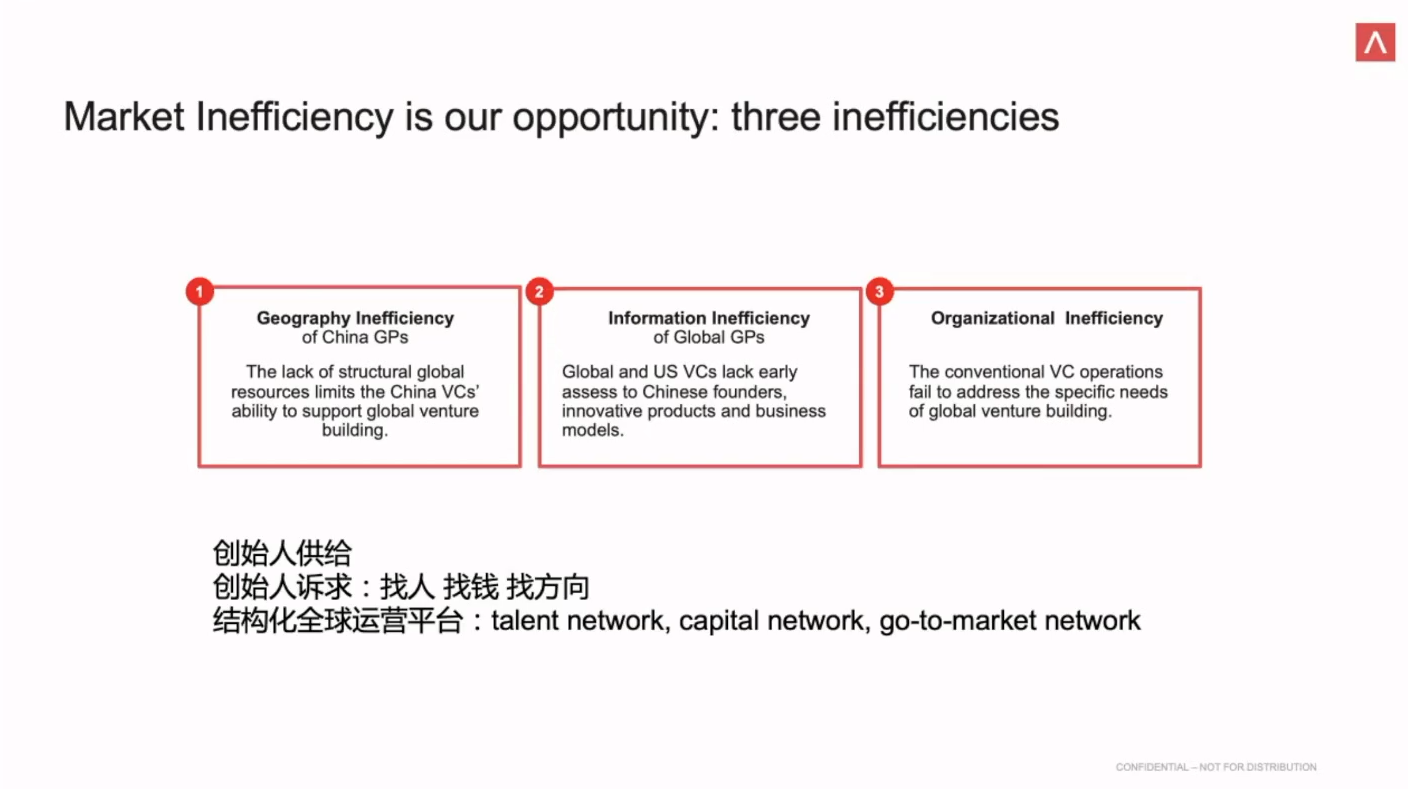 Market Inefficiency is our opportunity: three inefficiencies
1
Geography Inefficiency
of China GPs
The lack of structural global
resources limits the China VCs’
ability to support global venture
building.
2
Information Inefficiency
of Global GPs
Global and US VCs lack early
assess to Chinese founders,
innovative products and business
models.
3
Organizational Inefficiency
The conventional VC operations
fail to address the specific needs
of global venture building.
创始人供给
创始人诉求：找人 找钱 找方向
结构化全球运营平台：talent network, capital network, go-to-market network
CONFIDENTIAL – NOT FOR DISTRIBUTION